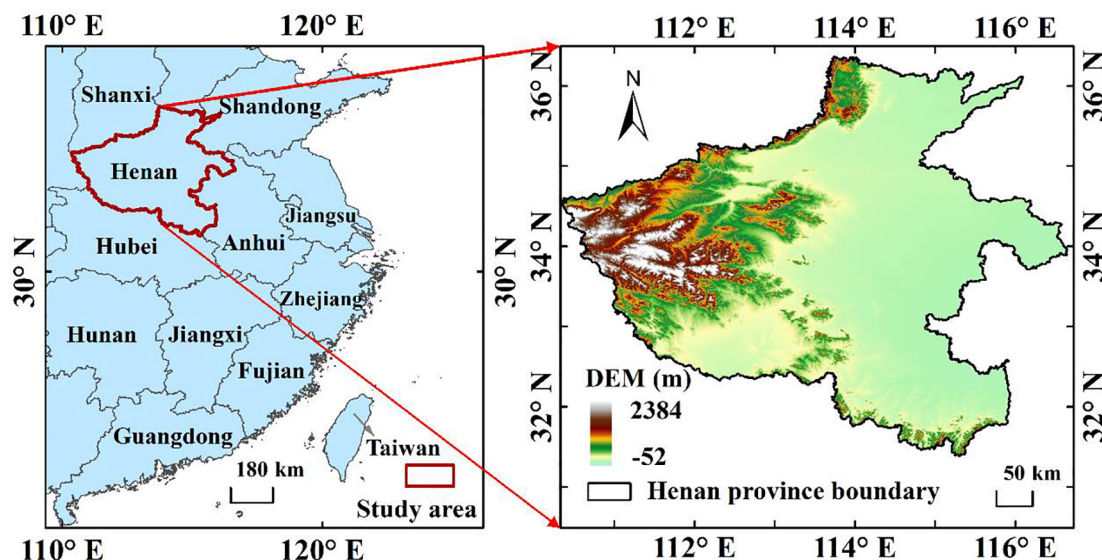 110° E
120° E
112° E
114° E
116° E
Shanxi
Shandong
Henan
Jiangsu
Hubei
Anhui
Zhejiang
Hunan
Jiangxi
Fujian
Guangdong
Taiwan
180 km
Study area
30° N
30° N
110° E
120° E
N
36° N
34° N
32° N
36° N
34° N
32° N
DEM (m)
2384
-52
Henan province boundary
50 km
112° E
114° E
116° E